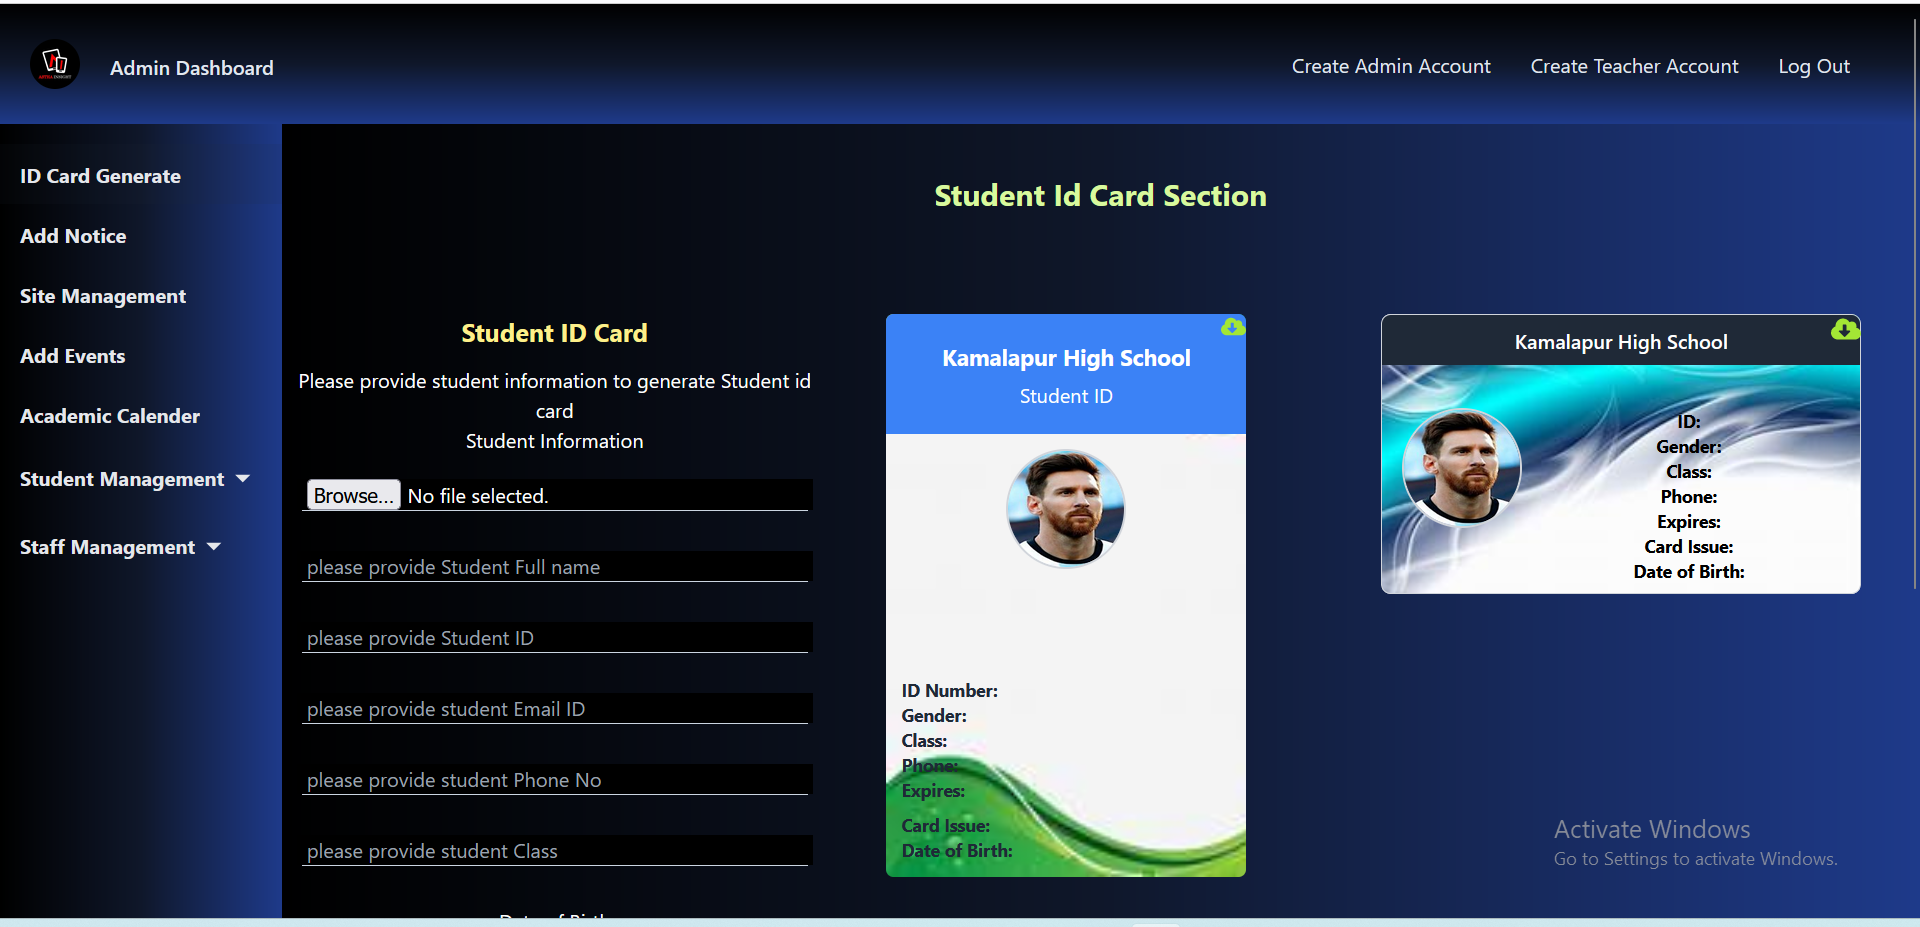 Admin Dashboard
Create Admin Account
Create Teacher Account
Log Out
ID Card Generate
Add Notice
Site Management
Add Events
Academic Calender
Student Management
Staff Management
Student Id Card Section
Student ID Card
Please provide student information to generate Student id
card
Student Information
Browse... No file selected.
please provide Student Full name
please provide Student ID
please provide student Email ID
please provide student Phone No
please provide student Class
Kamalapur High School
Student ID
ID Number:
Gender:
Class:
Phone:
Expires:
Card Issue:
Date of Birth:
Kamalapur High School
ID:
Gender:
Class:
Phone:
Expires:
Card Issue:
Date of Birth:
Activate Windows
Go to Settings to activate Windows.